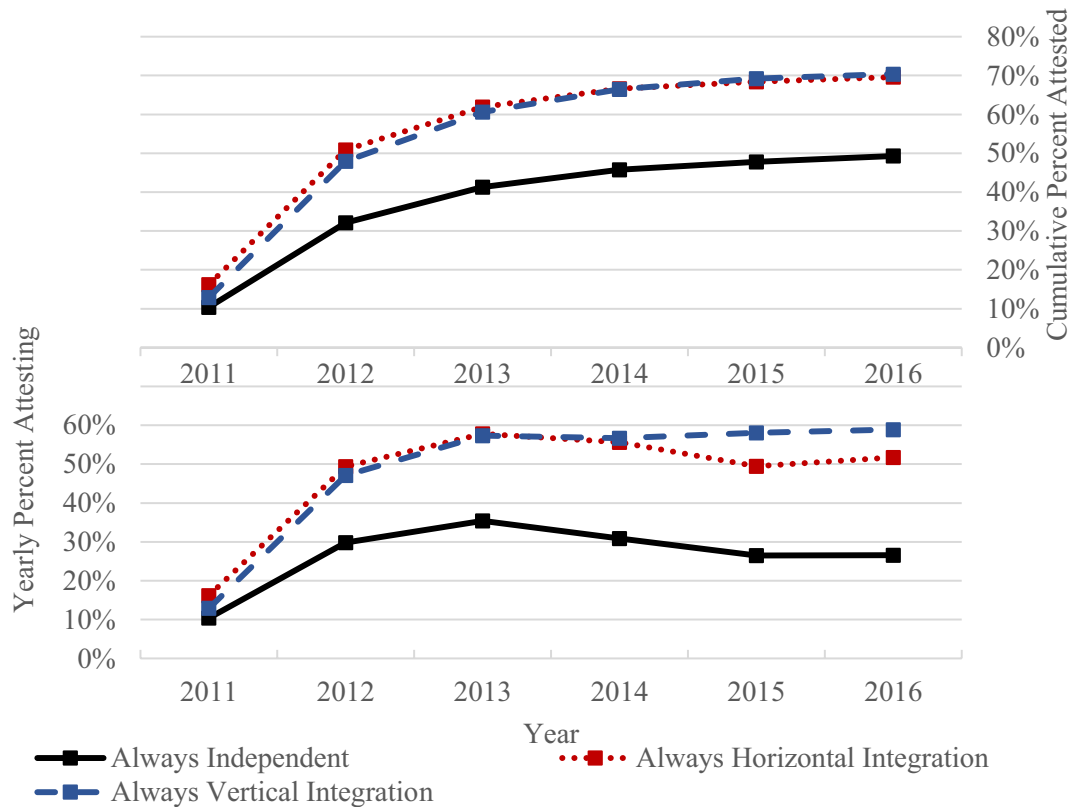 80%
70%
60%
50%
40%
30%
20%
10%
0%
Cumulative Percent Attested
2011 2012 2013 2014 2015 2016
Yearly Percent Attesting
60%
50%
40%
30%
20%
10%
0%
2011 2012 2013 2014 2015 2016
Year
Always Independent
Always Horizontal Integration
Always Vertical Integration